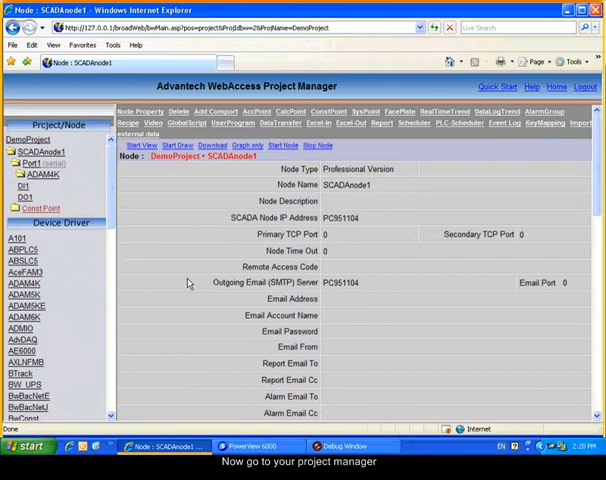 Node : SCADAnode1 - Windows Internet Explorer
http://127.0.0.1/broadWeb/bwMain.asp?pos=project&ProjIdbw=2&ProjName=DemoProject
File Edit View Favorites Tools Help
Node : SCADAnode1
Page Tools
Advantech WebAccess Project Manager
Quick Start Help Home Logout
Project/Node
DemoProject
SCADAnode1
Port1 (serial)
ADAM4K
DI1
DO1
Const Point
Device Driver
A101
ABPLC5
ABSLC5
AceFAM3
ADAM4K
ADAM5K
ADAM5KE
ADAM6K
ADMIO
AdvDAQ
AE6000
AXLNFMB
BTrack
BW_UPS
BwBacNetE
BwBacNetJ
BwConst
Node Property Delete Add Comport AccPoint CalcPoint ConstPoint SysPoint FacePlate RealTimeTrend DataLogTrend AlarmGroup
Recipe Video GlobalScript UserProgram DataTransfer Excel-In Excel-Out Report Scheduler PLC-Scheduler Event Log KeyMapping Import
external data
Start View Start Draw Download Graph only Start Node Stop Node
Node : DemoProject • SCADAnode1
Node Type Professional Version
Node Name SCADAnode1
Node Description
SCADA Node IP Address PC951104
Primary TCP Port 0 Secondary TCP Port 0
Node Time Out 0
Remote Access Code
Outgoing Email (SMTP) Server PC951104 Email Port 0
Email Address
Email Account Name
Email Password
Email From
Report Email To
Report Email Cc
Alarm Email To
Alarm Email Cc
Done
Internet
start
Node : SCADAnode1 ...
PowerView 6000
Debug Window
EN
2:20 PM
Now go to your project manager